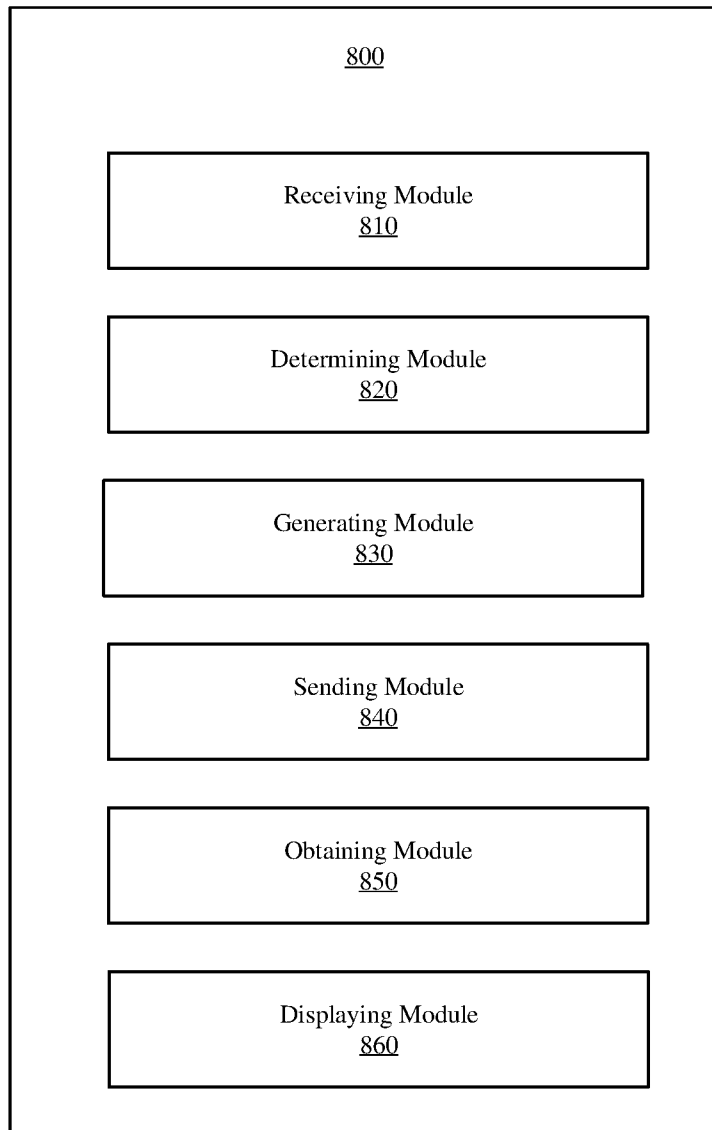 800
Receiving Module
810
Determining Module
820
Generating Module
830
Sending Module
840
Obtaining Module
850
Displaying Module
860